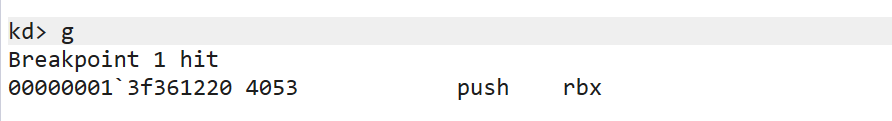 kd> g
Breakpoint 1 hit
00000001`3f361220 4053            push    rbx